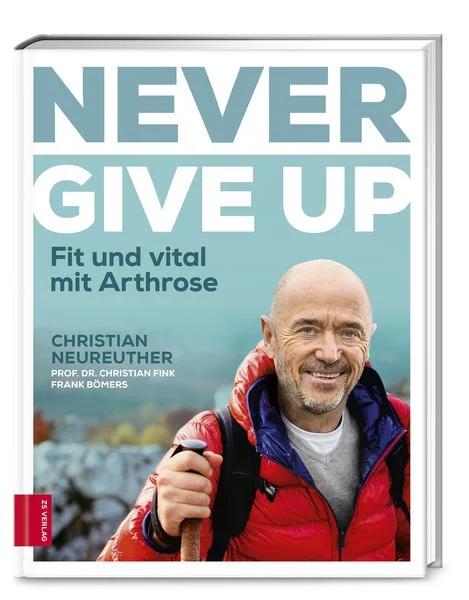 NEVER
GIVE UP
Fit und vital
mit Arthrose
CHRISTIAN
NEUREUTHER
PROF. DR. CHRISTIAN FINK
FRANK BÖMERS
ZS VERLAG